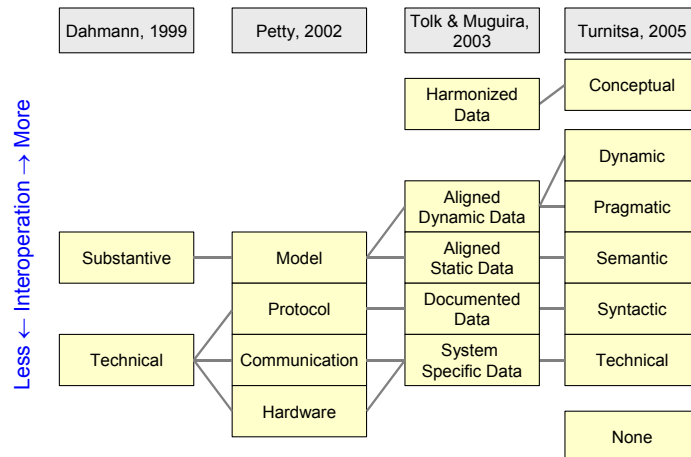 Dahmann, 1999
Petty, 2002
Tolk & Muguira,
2003
Turnitsa, 2005
Less ← Interoperation → More
Harmonized
Data
Conceptual
Dynamic
Aligned
Dynamic Data
Pragmatic
Substantive
Model
Aligned
Static Data
Semantic
Protocol
Documented
Data
Syntactic
Technical
Communication
System
Specific Data
Technical
Hardware
None